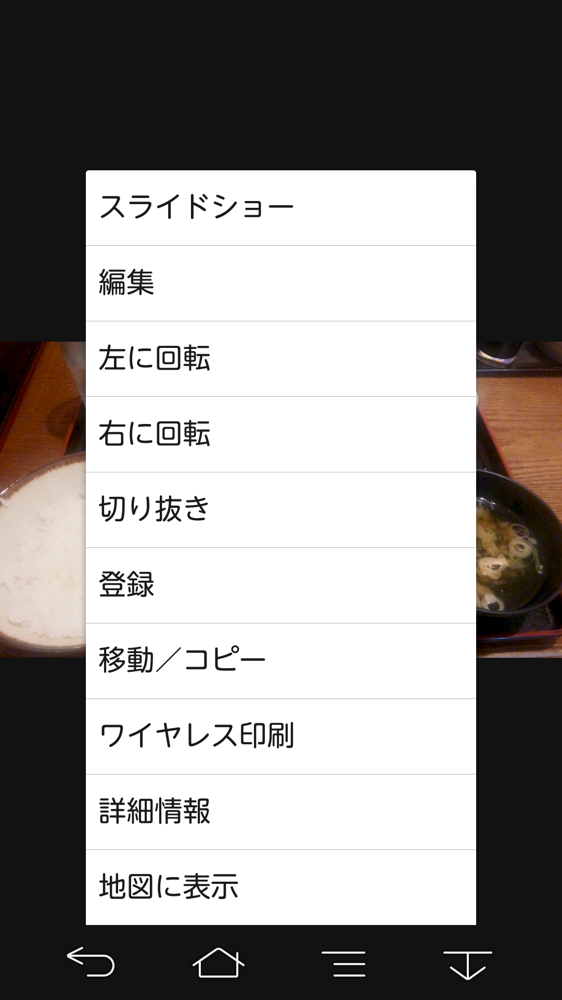 スライドショー
編集
左に回転
右に回転
切り抜き
登録
移動／コピー
ワイヤレス印刷
詳細情報
地図に表示